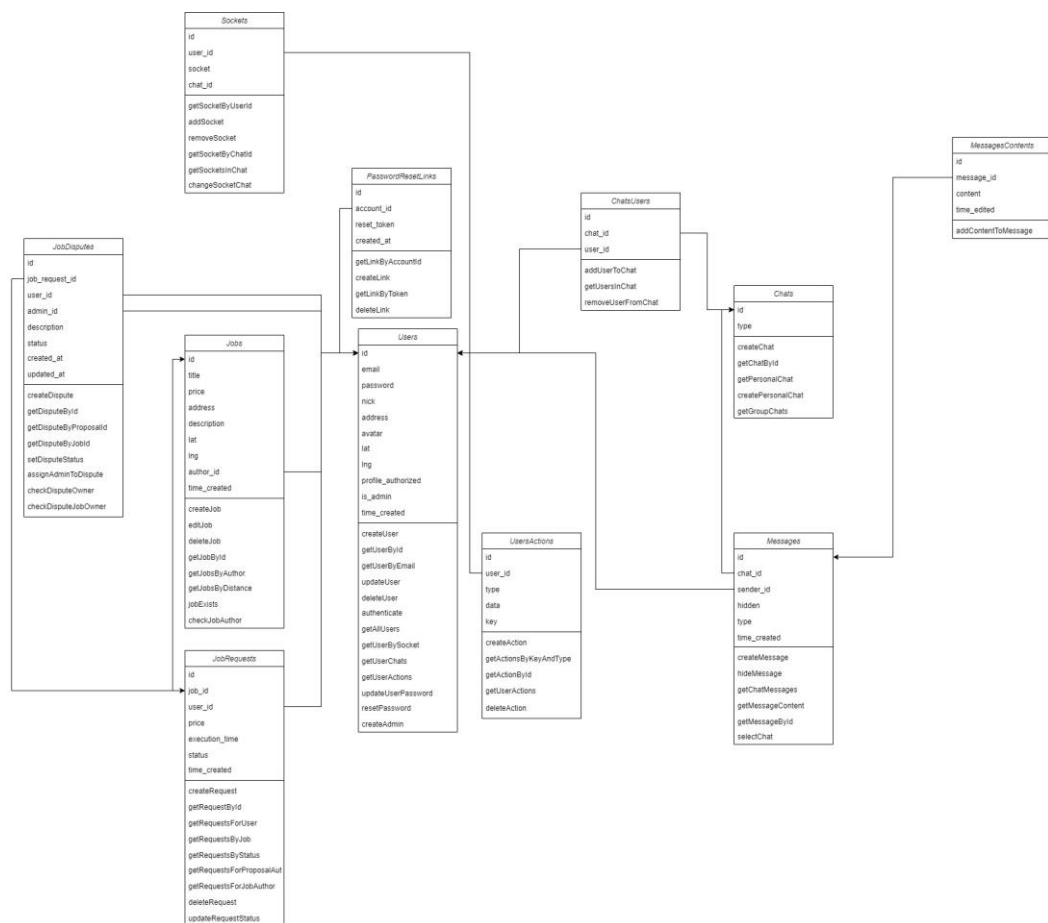 Sockets
id
user_id
socket
chat_id
getSocketByUserId
addSocket
removeSocket
getSocketByChatId
getSocketsInChat
changeSocketChat
PasswordResetLinks
id
account_id
reset_token
created_at
getLinkByAccountId
createLink
getLinkByToken
deleteLink
ChatsUsers
id
chat_id
user_id
addUserToChat
getUsersInChat
removeUserFromChat
MessagesContents
id
message_id
content
time_edited
addContentToMessage
JobDisputes
id
job_request_id
user_id
admin_id
description
status
created_at
updated_at
createDispute
getDisputeById
getDisputeByProposalId
getDisputeByJobId
setDisputeStatus
assignAdminToDispute
checkDisputeOwner
checkDisputeJobOwner
Jobs
id
title
price
address
description
lat
lng
author_id
time_created
createJob
editJob
deleteJob
getJobById
getJobsByAuthor
getJobsByDistance
jobExists
checkJobAuthor
Users
id
email
password
nick
address
avatar
lat
lng
profile_authorized
is_admin
time_created
createUser
getUserById
getUserByEmail
updateUser
deleteUser
authenticate
getAllUsers
getUserBySocket
getUserChats
getUserActions
updateUserPassword
resetPassword
createAdmin
Chats
id
type
createChat
getChatById
getPersonalChat
createPersonalChat
getGroupChats
UsersActions
id
user_id
type
data
key
createAction
getActionsByKeyAndType
getActionById
getUserActions
deleteAction
Messages
id
chat_id
sender_id
hidden
type
time_created
createMessage
hideMessage
getChatMessages
getMessageContent
getMessageById
selectChat
JobRequests
id
job_id
user_id
price
execution_time
status
time_created
createRequest
getRequestById
getRequestsForUser
getRequestsByJob
getRequestsByStatus
getRequestsForProposalAut
getRequestsForJobAuthor
deleteRequest
updateRequestStatus